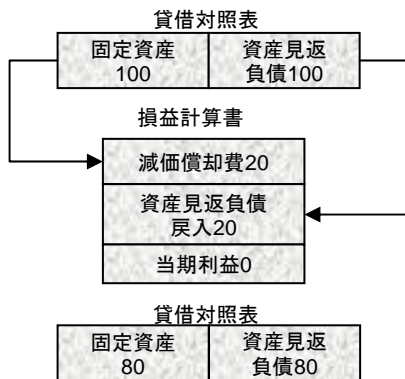 貸借対照表
固定資産
100
資産見返
負債100
損益計算書
減価償却費20
資産見返負債
戻入20
当期利益0
貸借対照表
固定資産
80
資産見返
負債80